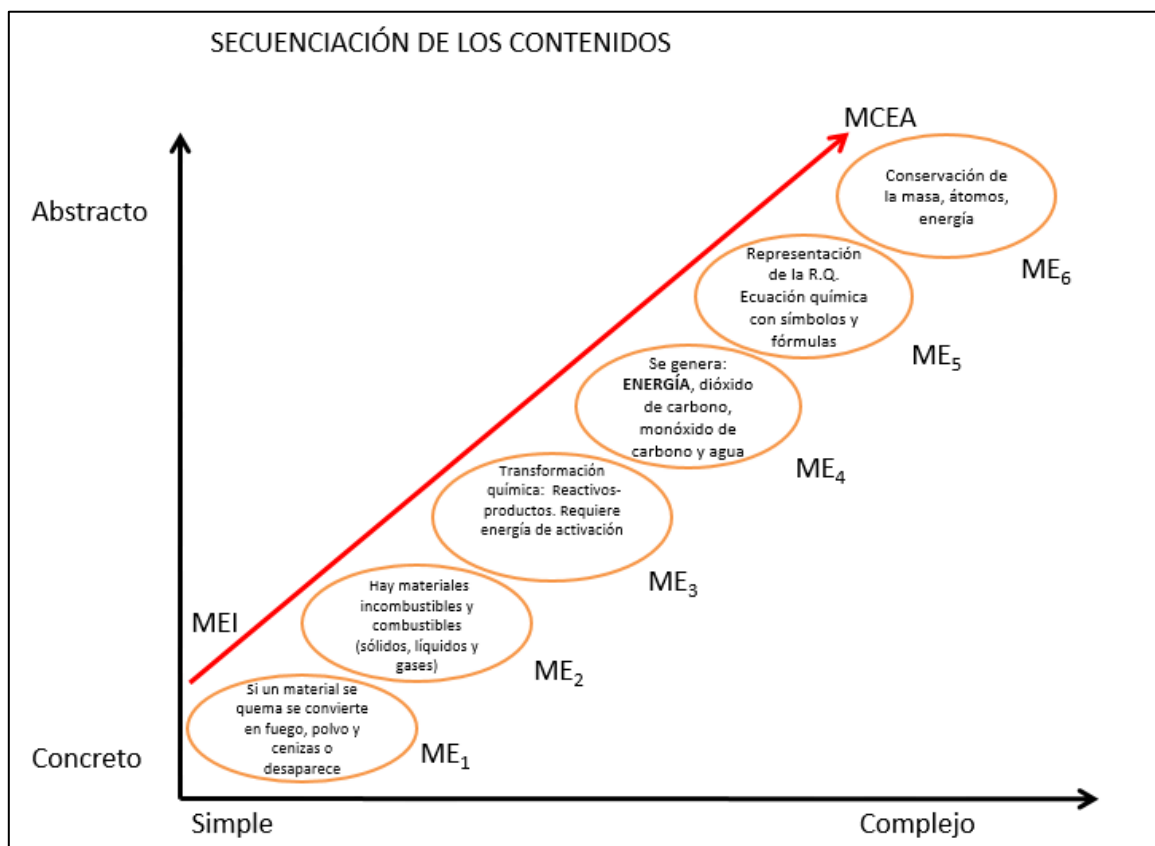 SECUENCIACIÓN DE LOS CONTENIDOS
MCEA
Abstracto
Conservación de
la masa, átomos,
energía
ME6
Representación
de la R.Q.
Ecuación química
con símbolos y
fórmulas
ME5
Se genera:
ENERGÍA, dióxido
de carbono,
monóxido de
carbono y agua
ME4
Transformación
química: Reactivos-
productos. Requiere
energía de activación
ME3
MEI
Hay materiales
incombustibles y
combustibles
(sólidos, líquidos y
gases)
ME2
Si un material se
quema se convierte
en fuego, polvo y
cenizas o
desaparece
ME1
Concreto
Simple
Complejo